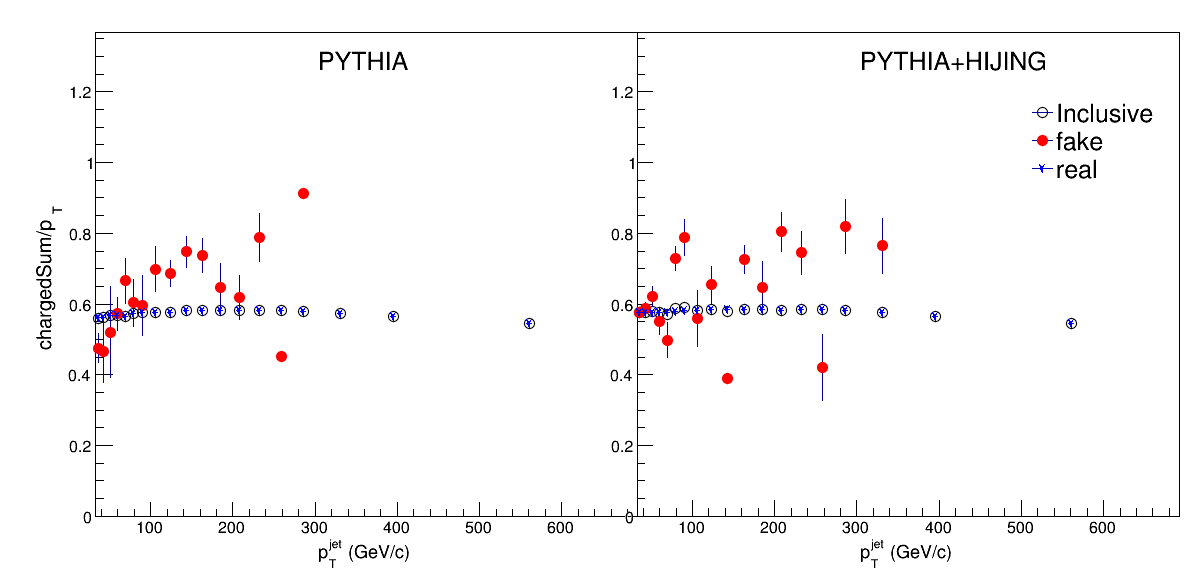 PYTHIA
PYTHIA+HIJING
Inclusive
fake
real
chargedSum/p_T
1.2
1
0.8
0.6
0.4
0.2
0
1.2
1
0.8
0.6
0.4
0.2
0
100 200 300 400 500 600
100 200 300 400 500 600
p_T^jet (GeV/c)
p_T^jet (GeV/c)